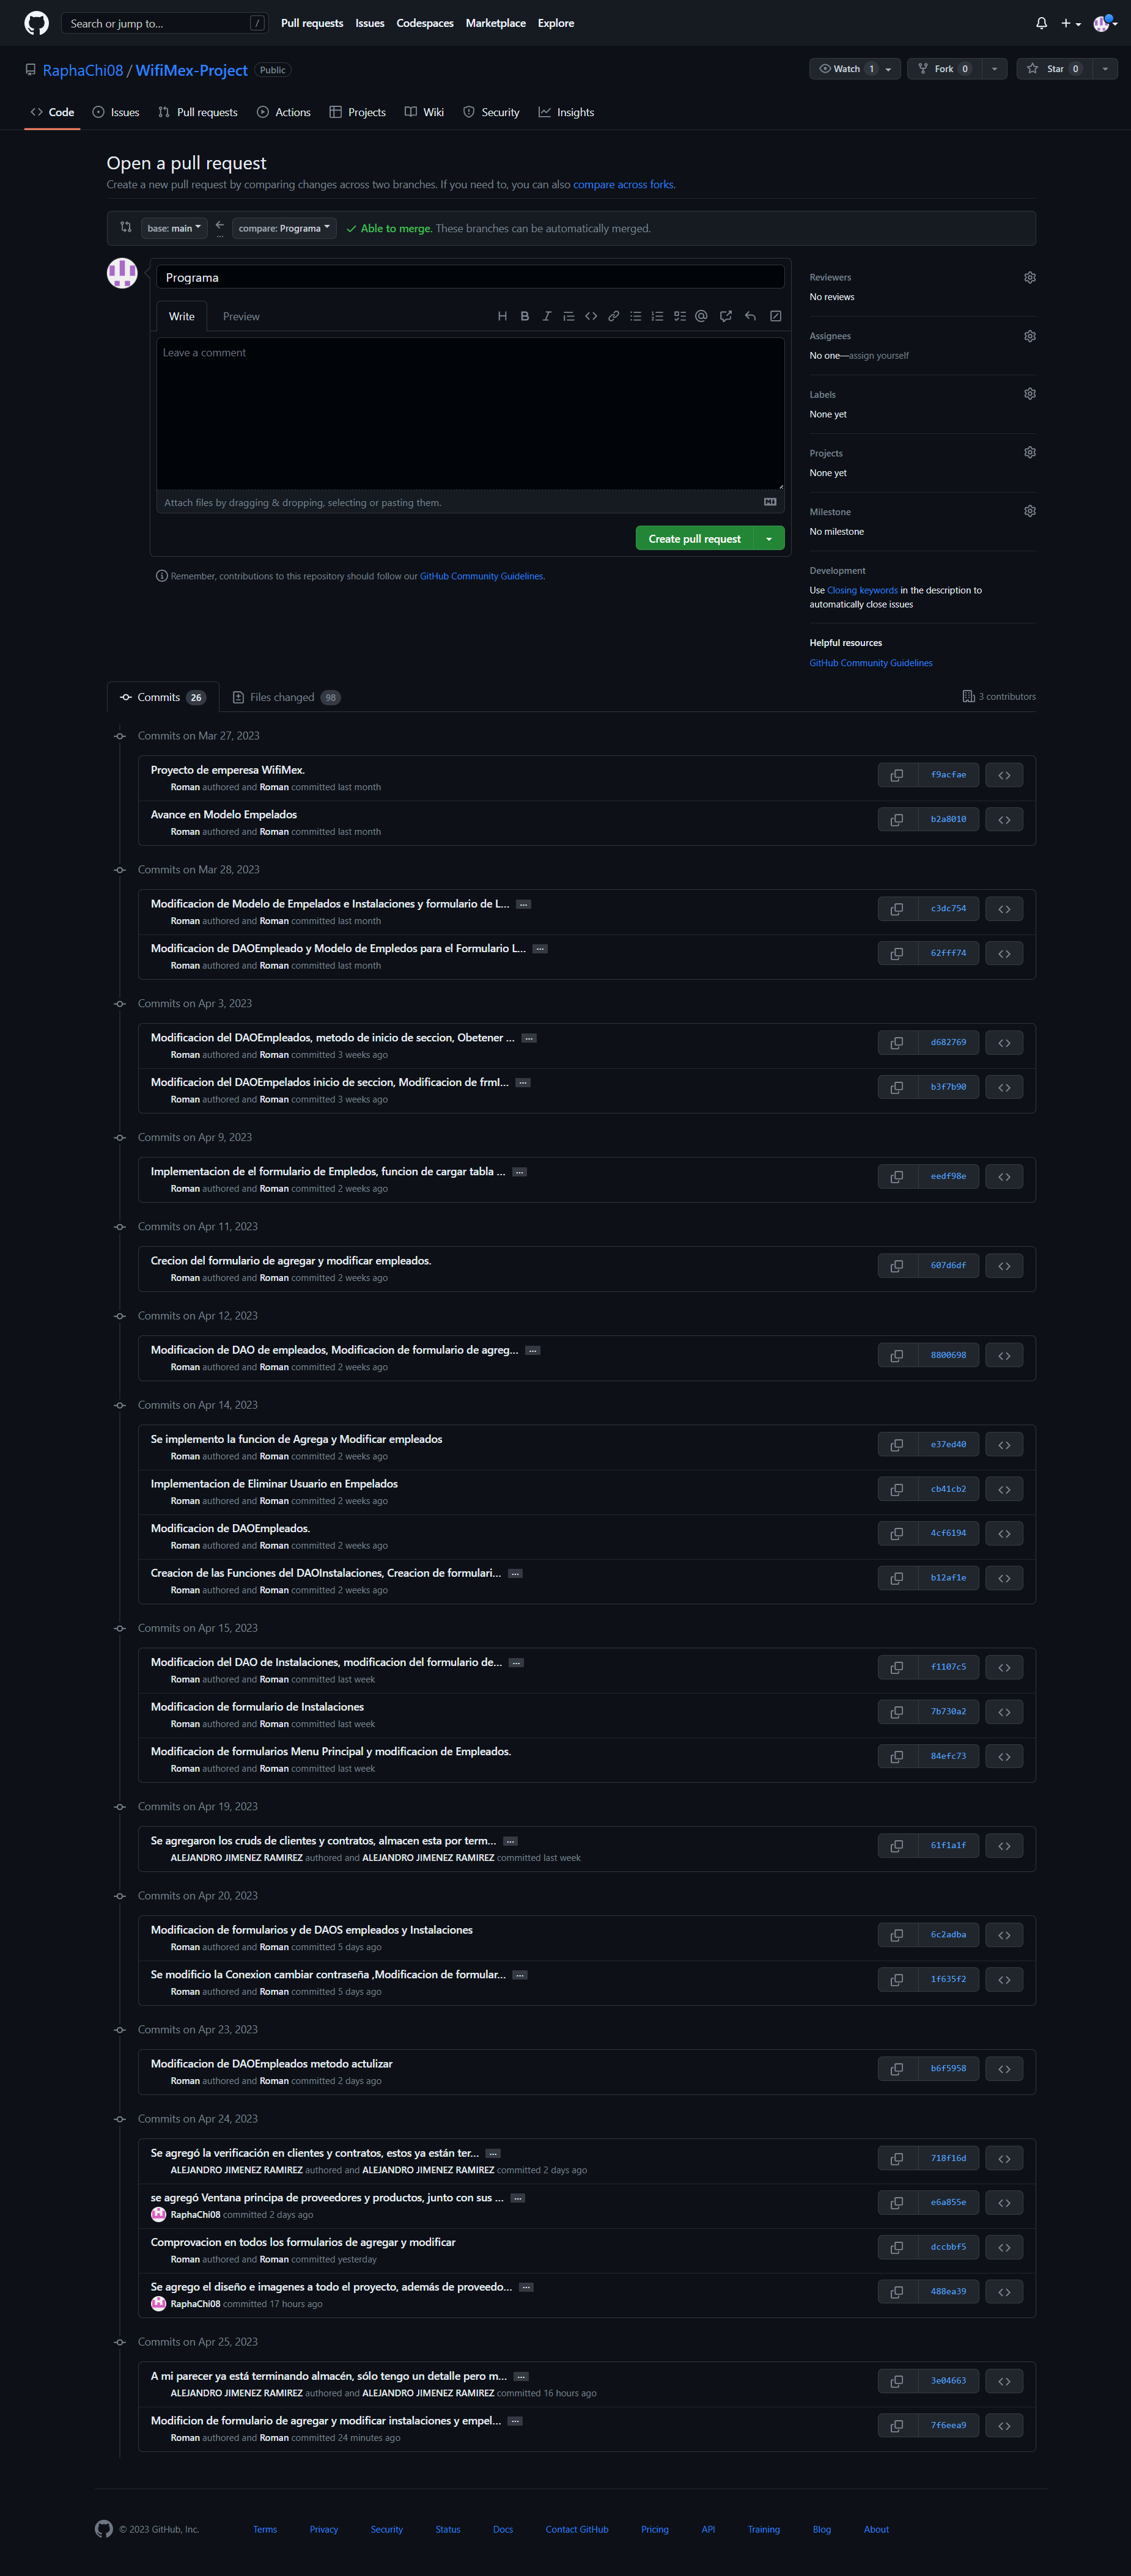 Search or jump to... /
Pull requests Issues Codespaces Marketplace Explore
RaphaChi08 / WifiMex-Project Public
Watch 1 Fork 0 Star 0
Code Issues Pull requests Actions Projects Wiki Security Insights
Open a pull request
Create a new pull request by comparing changes across two branches. If you need to, you can also compare across forks.
base: main ... compare: Programa Able to merge. These branches can be automatically merged.
Programa
Write Preview
Leave a comment
Attach files by dragging & dropping, selecting or pasting them.
Create pull request
Remember, contributions to this repository should follow our GitHub Community Guidelines.
Reviewers
No reviews
Assignees
No one—assign yourself
Labels
None yet
Projects
None yet
Milestone
No milestone
Development
Use Closing keywords in the description to
automatically close issues
Helpful resources
GitHub Community Guidelines
Commits 26 Files changed 98 3 contributors
Commits on Mar 27, 2023
Proyecto de emperesa WifiMex. f9acfae
Roman authored and Roman committed last month
Avance en Modelo Empelados b2a8010
Roman authored and Roman committed last month
Commits on Mar 28, 2023
Modificacion de Modelo de Empelados e Instalaciones y formulario de L... … c3dc754
Roman authored and Roman committed last month
Modificacion de DAOEmpleado y Modelo de Empledos para el Formulario L... … 62fff74
Roman authored and Roman committed last month
Commits on Apr 3, 2023
Modificacion del DAOEmpleados, metodo de inicio de seccion, Obetener ... … d682769
Roman authored and Roman committed 3 weeks ago
Modificacion del DAOEmpelados inicio de seccion, Modificacion de frmI... … b3f7b90
Roman authored and Roman committed 3 weeks ago
Commits on Apr 9, 2023
Implementacion de el formulario de Empledos, funcion de cargar tabla ... … eedf98e
Roman authored and Roman committed 2 weeks ago
Commits on Apr 11, 2023
Crecion del formulario de agregar y modificar empleados. 607d6df
Roman authored and Roman committed 2 weeks ago
Commits on Apr 12, 2023
Modificacion de DAO de empleados, Modificacion de formulario de agreg... … 8800698
Roman authored and Roman committed 2 weeks ago
Commits on Apr 14, 2023
Se implemento la funcion de Agrega y Modificar empleados e37ed40
Roman authored and Roman committed 2 weeks ago
Implementacion de Eliminar Usuario en Empelados cb41cb2
Roman authored and Roman committed 2 weeks ago
Modificacion de DAOEmpleados. 4cf6194
Roman authored and Roman committed 2 weeks ago
Creacion de las Funciones del DAOInstalaciones, Creacion de formulari... … b12af1e
Roman authored and Roman committed 2 weeks ago
Commits on Apr 15, 2023
Modificacion del DAO de Instalaciones, modificacion del formulario de... … f1107c5
Roman authored and Roman committed last week
Modificacion de formulario de Instalaciones 7b730a2
Roman authored and Roman committed last week
Modificacion de formularios Menu Principal y modificacion de Empleados. 84efc73
Roman authored and Roman committed last week
Commits on Apr 19, 2023
Se agregaron los cruds de clientes y contratos, almacen esta por term... … 61f1a1f
ALEJANDRO JIMENEZ RAMIREZ authored and ALEJANDRO JIMENEZ RAMIREZ committed last week
Commits on Apr 20, 2023
Modificacion de formularios y de DAOS empleados y Instalaciones 6c2adba
Roman authored and Roman committed 5 days ago
Se modifico la Conexion cambiar contraseña ,Modificacion de formular... … 1f635f2
Roman authored and Roman committed 5 days ago
Commits on Apr 23, 2023
Modificacion de DAOEmpleados metodo actulizar b6f5958
Roman authored and Roman committed 2 days ago
Commits on Apr 24, 2023
Se agregó la verificación en clientes y contratos, estos ya están ter... … 718f16d
ALEJANDRO JIMENEZ RAMIREZ authored and ALEJANDRO JIMENEZ RAMIREZ committed 2 days ago
se agregó Ventana principa de proveedores y productos, junto con sus ... … e6a855e
RaphaChi08 committed 2 days ago
Comprovacion en todos los formularios de agregar y modificar dccbbf5
Roman authored and Roman committed yesterday
Se agrego el diseño e imagenes a todo el proyecto, además de proveedo... … 488ea39
RaphaChi08 committed 17 hours ago
Commits on Apr 25, 2023
A mi parecer ya está terminando almacén, sólo tengo un detalle pero m... … 3e04663
ALEJANDRO JIMENEZ RAMIREZ authored and ALEJANDRO JIMENEZ RAMIREZ committed 16 hours ago
Modificion de formulario de agregar y modificar instalaciones y empel... … 7f6eea9
Roman authored and Roman committed 24 minutes ago
© 2023 GitHub, Inc. Terms Privacy Security Status Docs Contact GitHub Pricing API Training Blog About